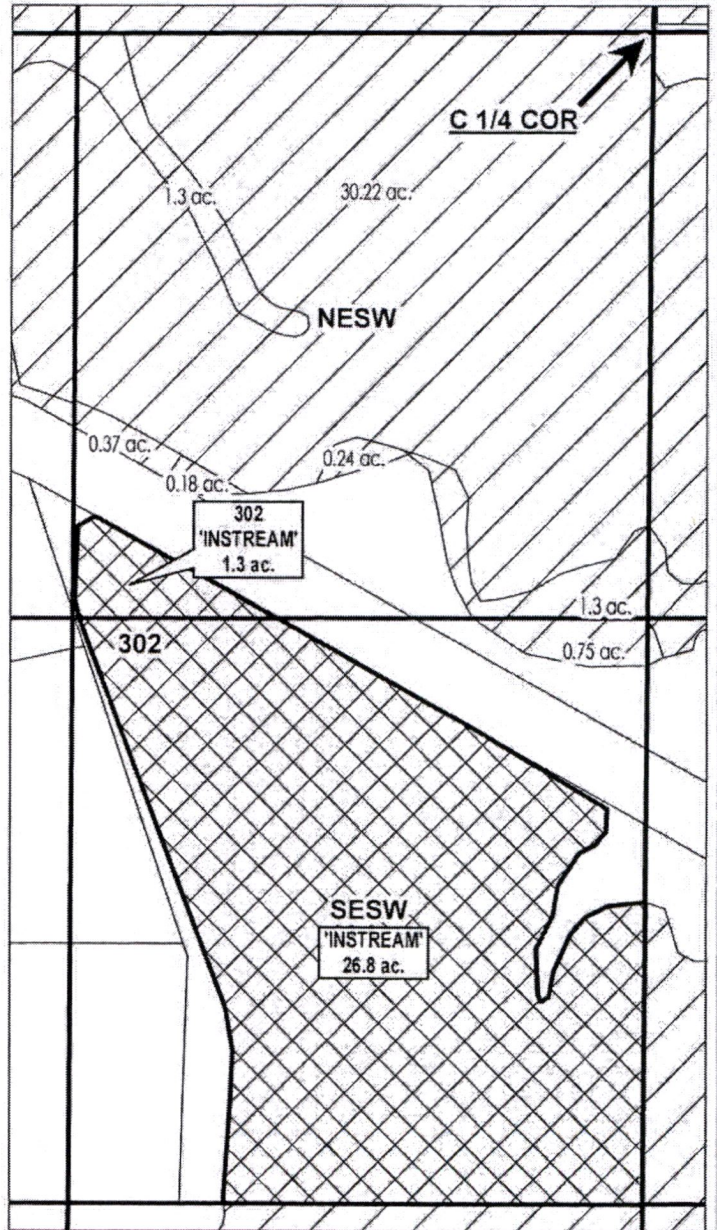 C 1/4 COR
1.3 ac.
30.22 ac.
NESW
0.37 ac.
0.24 ac.
0.18 ac.
302
'INSTREAM'
1.3 ac.
1.3 ac.
302
0.75 ac.
SESW
'INSTREAM'
26.8 ac.